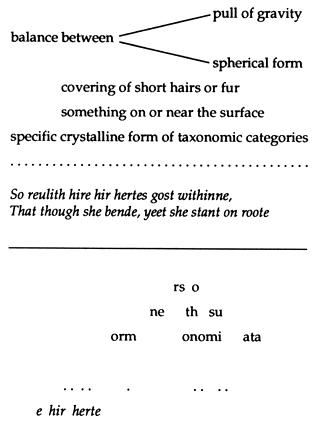 pull of gravity
balance between
spherical form
covering of short hairs or fur
something on or near the surface
specific crystalline form of taxonomic categories
. . . . . . . . . . . . . . . . . . . . . . . . . . . . . . . . . . . . . . . . . . .
So reulith hire hir hertes gost withinne,
That though she bende, yeet she stant on roote
rs o
ne th su
orm onomi ata
. . . . . . . . .
e hir herte